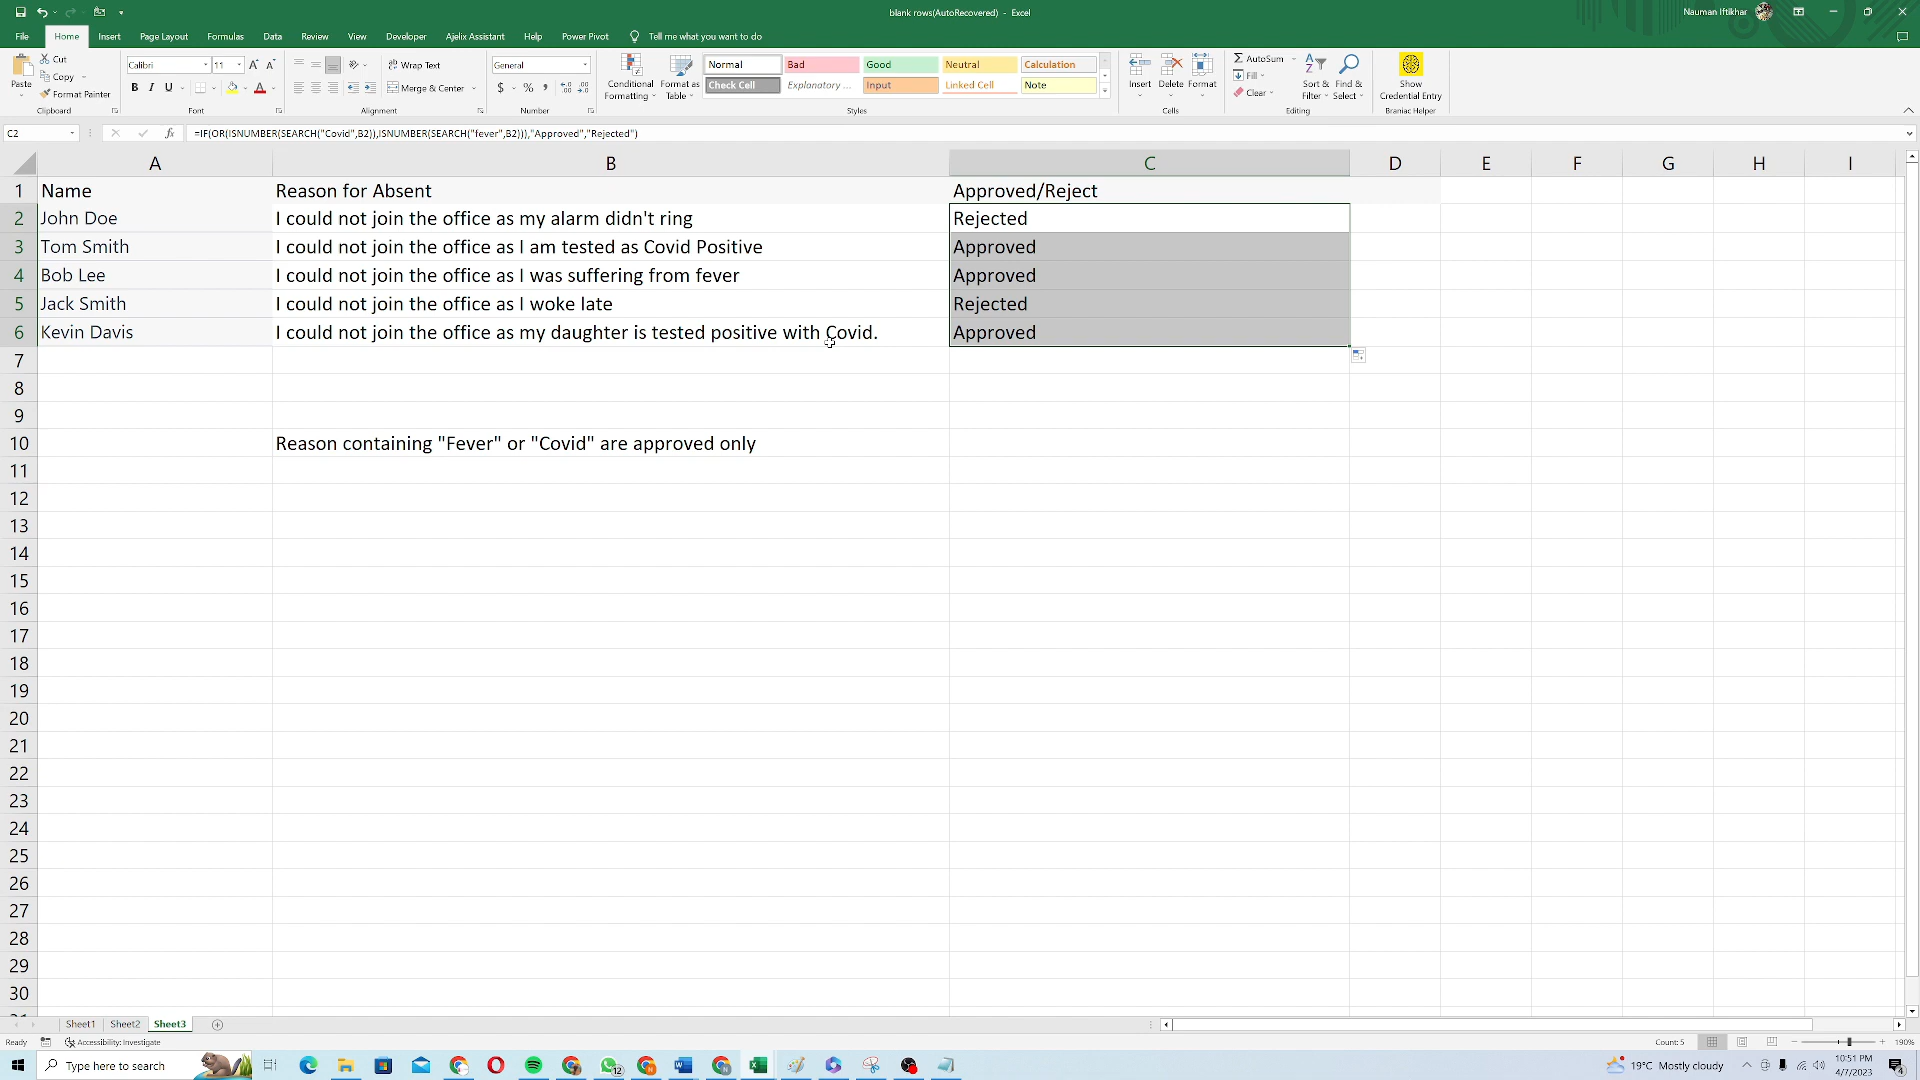 blank rows(AutoRecovered) - Excel
Nauman Iftikhar
File Home Insert Page Layout Formulas Data Review View Developer Ajelix Assistant Help Power Pivot Tell me what you want to do
Paste
Cut
Copy
Format Painter
Clipboard
Calibri 11
B I U
Font
Wrap Text
Merge & Center
Alignment
General
$ % ,
Number
Conditional Formatting
Format as Table
Normal Bad Good Neutral Calculation
Check Cell Explanatory ... Input Linked Cell Note
Styles
Insert Delete Format
Cells
AutoSum
Fill
Clear
Sort & Filter
Find & Select
Editing
Show Credential Entry
Braniac Helper
C2 fx =IF(OR(ISNUMBER(SEARCH("Covid",B2)),ISNUMBER(SEARCH("fever",B2))),"Approved","Rejected")
A B C D E F G H I
1 Name Reason for Absent Approved/Reject
2 John Doe I could not join the office as my alarm didn't ring Rejected
3 Tom Smith I could not join the office as I am tested as Covid Positive Approved
4 Bob Lee I could not join the office as I was suffering from fever Approved
5 Jack Smith I could not join the office as I woke late Rejected
6 Kevin Davis I could not join the office as my daughter is tested positive with Covid. Approved
7
8
9
10 Reason containing "Fever" or "Covid" are approved only
11
12
13
14
15
16
17
18
19
20
21
22
23
24
25
26
27
28
29
30
Sheet1 Sheet2 Sheet3
Ready Accessibility: Investigate Count: 5 190%
Type here to search
12
19°C Mostly cloudy
10:51 PM
4/7/2023
4